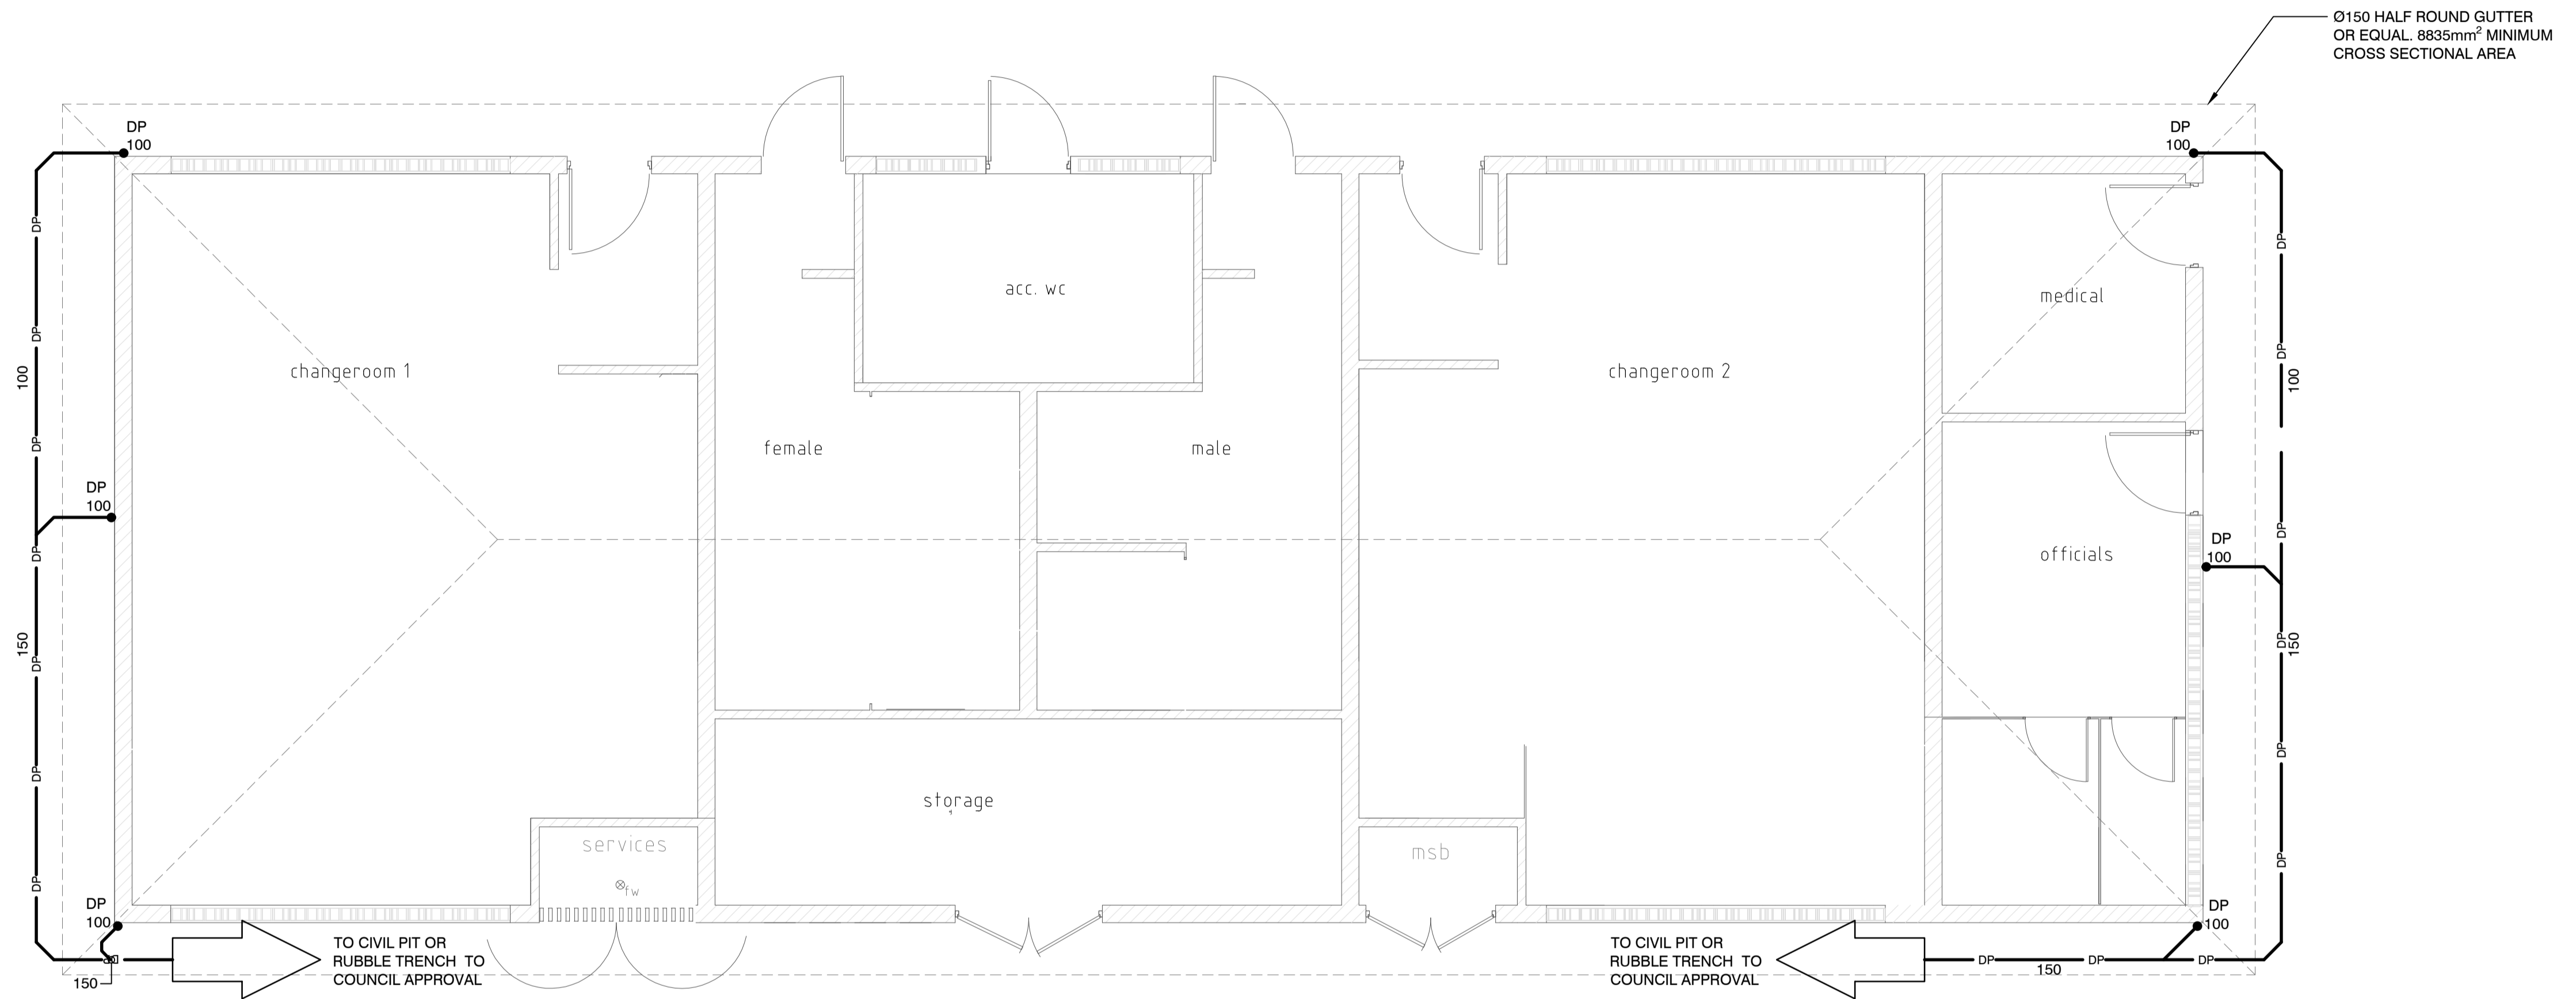 Ø150 HALF ROUND GUTTER
OR EQUAL. 8835mm² MINIMUM
CROSS SECTIONAL AREA
DP
100
DP
100
DP
DP
DP
DP
DP
DP
DP
100
150
DP
100
DP
100
150
changeroom 1
female
acc. wc
male
changeroom 2
medical
officials
storage
services
fw
msb
DP
DP
100
DP
100
DP
150
DP
DP
DP
100
TO CIVIL PIT OR
RUBBLE TRENCH TO
COUNCIL APPROVAL
TO CIVIL PIT OR
RUBBLE TRENCH TO
COUNCIL APPROVAL
DP
DP
DP
150